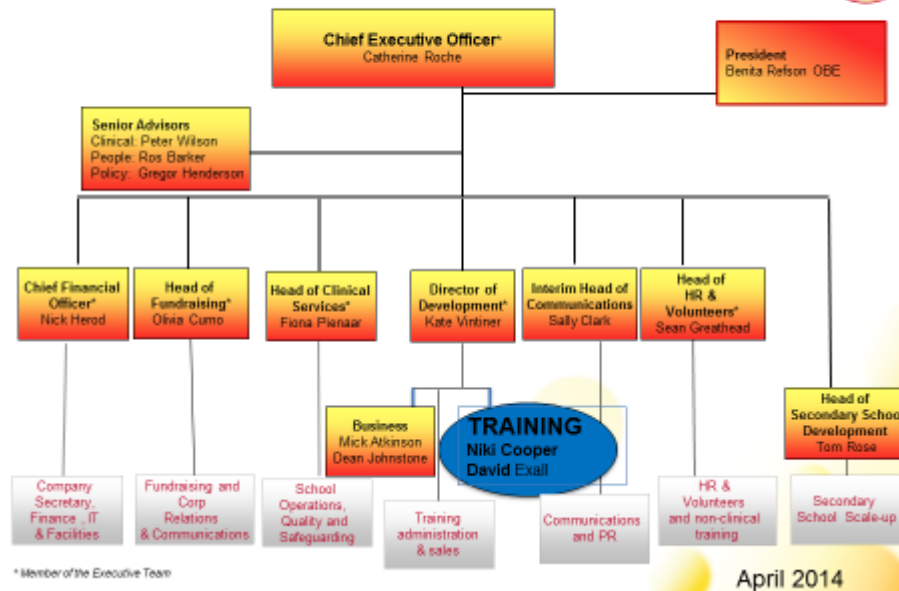 Chief Executive Officer*
Catherine Roche
President
Benita Refson OBE
Senior Advisors
Clinical: Peter Wilson
People: Ros Barker
Policy: Gregor Henderson
Chief Financial
Officer*
Nick Herod
Head of
Fundraising*
Olivia Curno
Head of Clinical
Services*
Fiona Pienaar
Director of
Development*
Kate Vintiner
Interim Head of
Communications
Sally Clark
Head of
HR &
Volunteers*
Sean Greathead
Business
Mick Atkinson
Dean Johnstone
TRAINING
Niki Cooper
David Exall
Head of
Secondary School
Development
Tom Rose
Company
Secretary,
Finance , IT
& Facilities
Fundraising and
Corp
Relations
& Communications
School
Operations,
Quality and
Safeguarding
Training
administration
& sales
Communications
and PR
HR &
Volunteers
and non-clinical
training
Secondary
School Scale-up
* Member of the Executive Team
April 2014